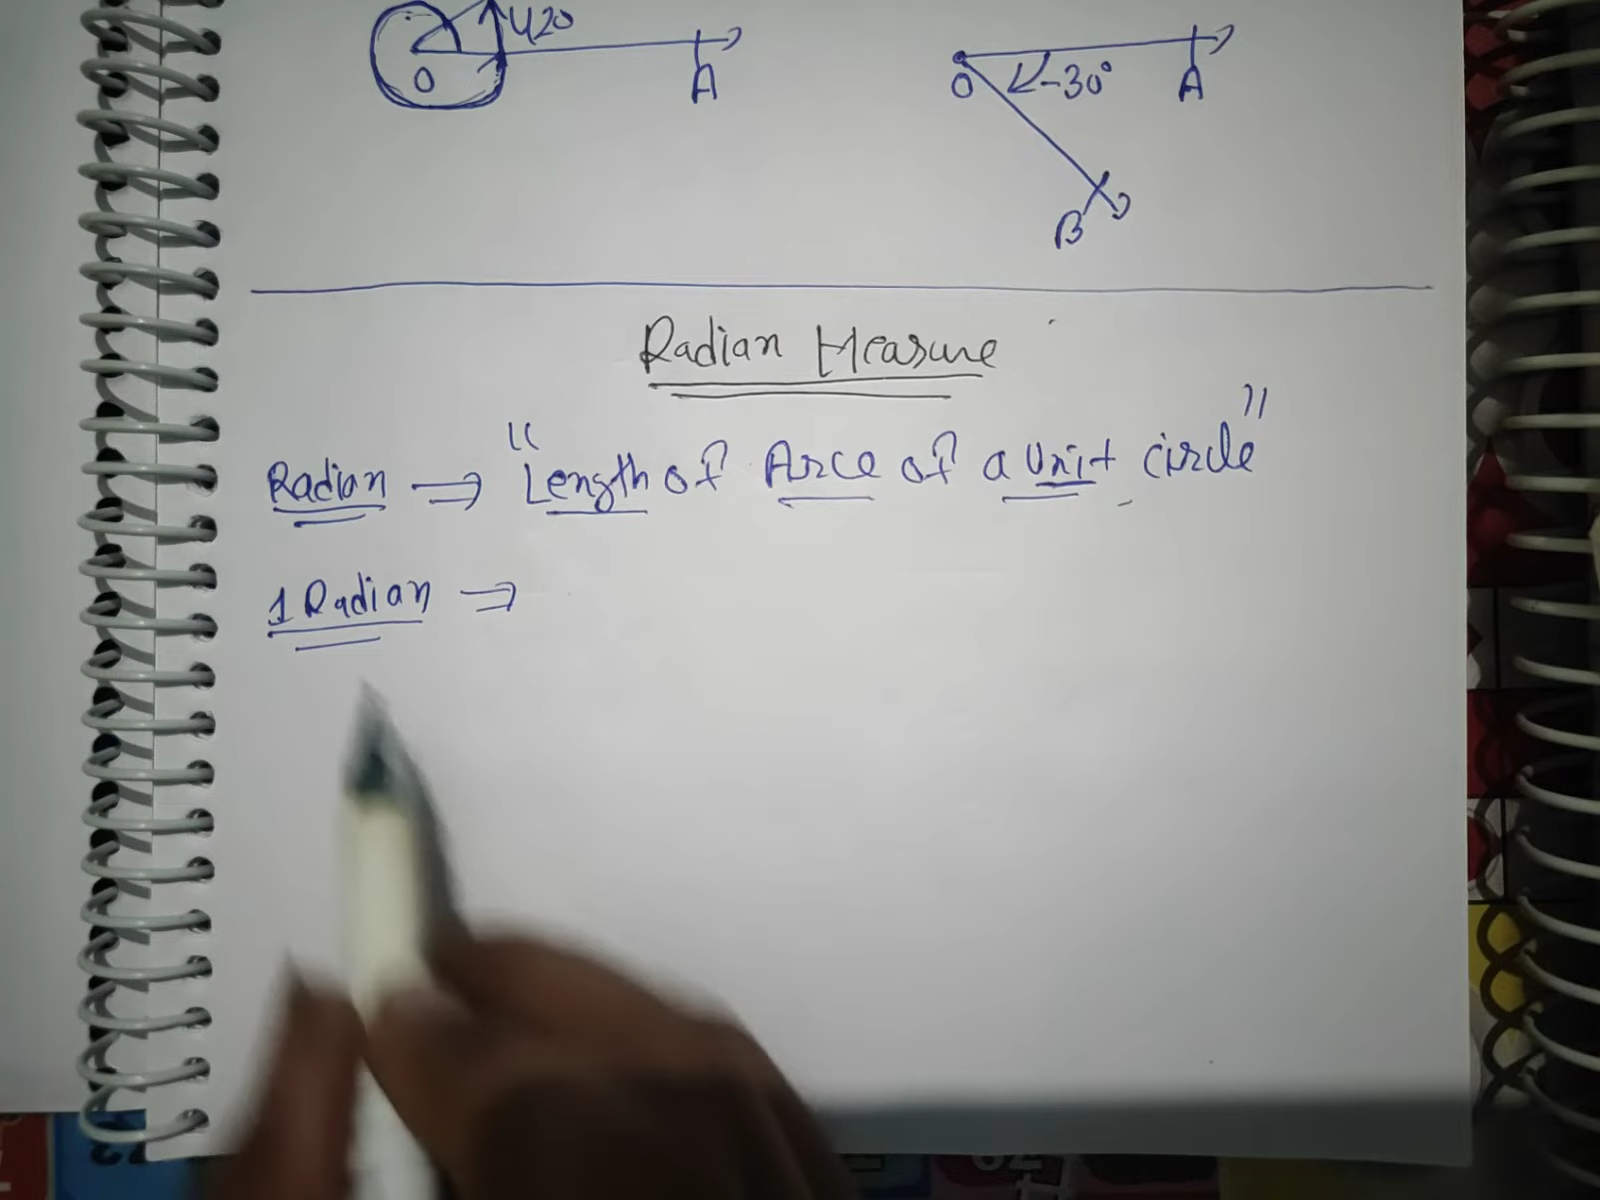 420
O
A
O
-30°
A
B
Radian Measure
Radian ⇒ "Length of Arce of a Unit circle"
1 Radian ⇒